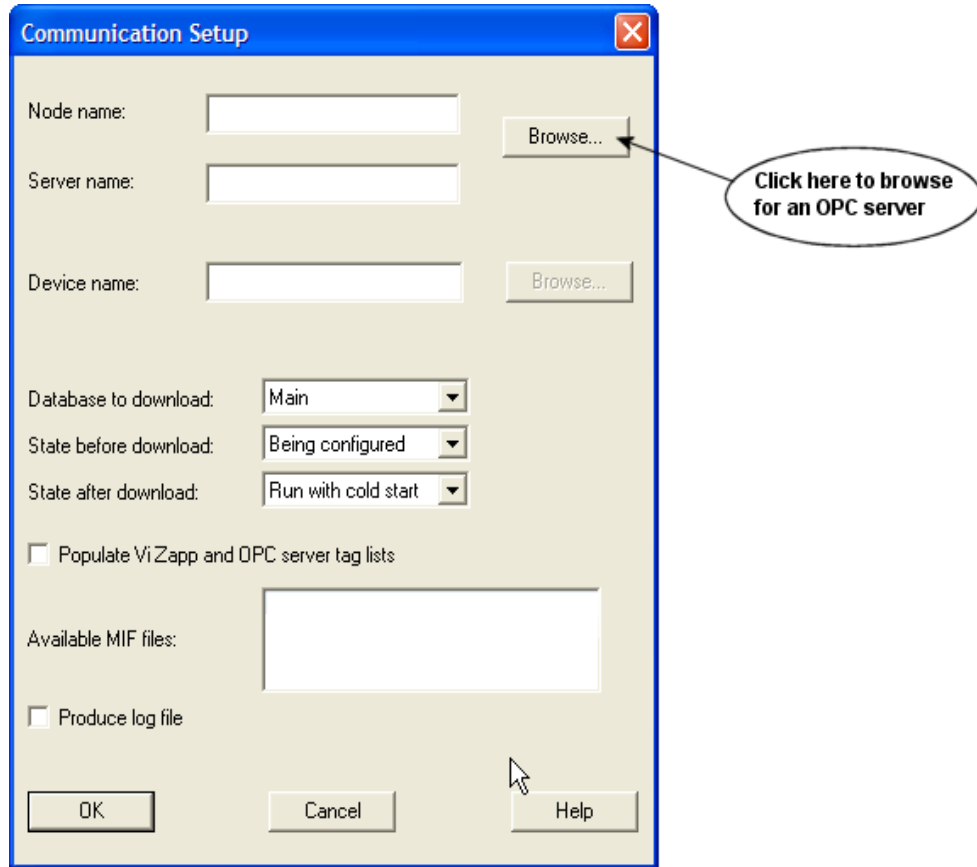 Communication Setup
Node name:
Browse...
Server name:
Click here to browse
for an OPC server
Device name:
Browse...
Database to download:
Main
State before download:
Being configured
State after download:
Run with cold start
Populate ViZapp and OPC server tag lists
Available MIF files:
Produce log file
OK
Cancel
Help